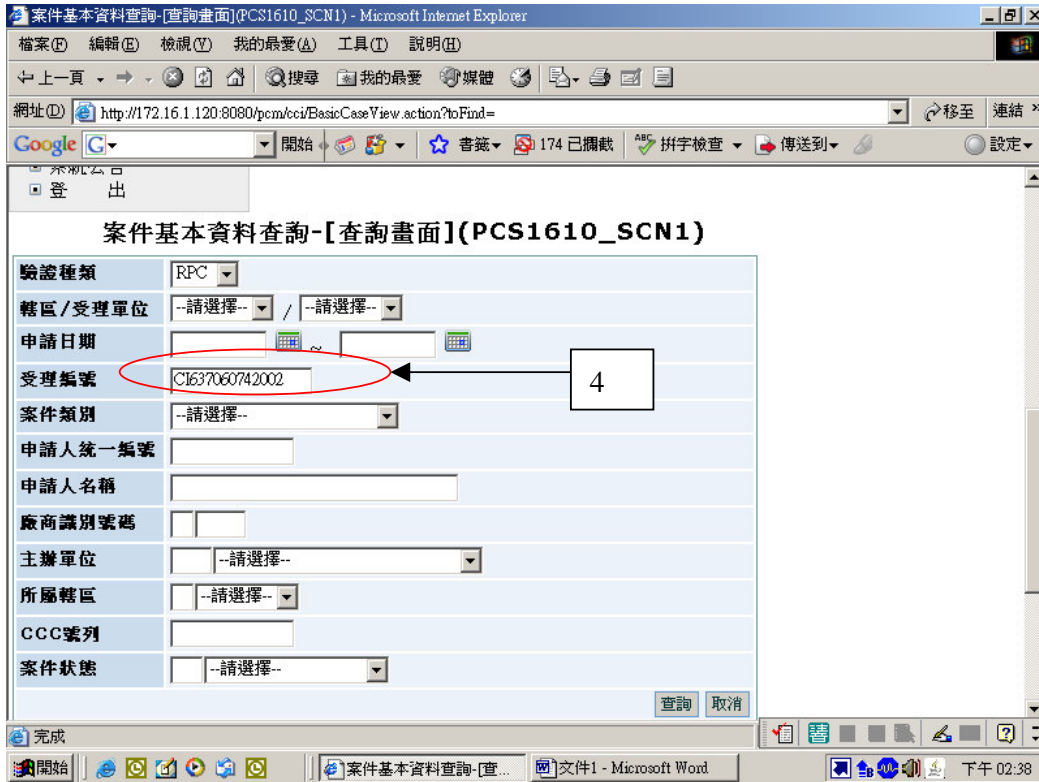 案件基本資料查詢-[查詢畫面](PCS1610_SCN1) - Microsoft Internet Explorer
檔案(F) 編輯(E) 檢視(V) 我的最愛(A) 工具(T) 說明(H)
上一頁 搜尋 我的最愛 媒體
網址(D) http://172.16.1.120:8080/pcm/cci/BasicCaseView.action?toFind= 移至 連結 »
Google G 開始 書籤 174 已攔截 ABC 拼字檢查 傳送到 設定
登 出
案件基本資料查詢-[查詢畫面](PCS1610_SCN1)
驗證種類 RPC
轄區/受理單位 --請選擇-- / --請選擇--
申請日期 ~
受理編號 CI637060742002
4
案件類別 --請選擇--
申請人統一編號
申請人名稱
廠商識別號碼
主辦單位 --請選擇--
所屬轄區 --請選擇--
CCC號列
案件狀態 --請選擇--
查詢 取消
完成
開始 案件基本資料查詢-[查... 文件1 - Microsoft Word 下午 02:38